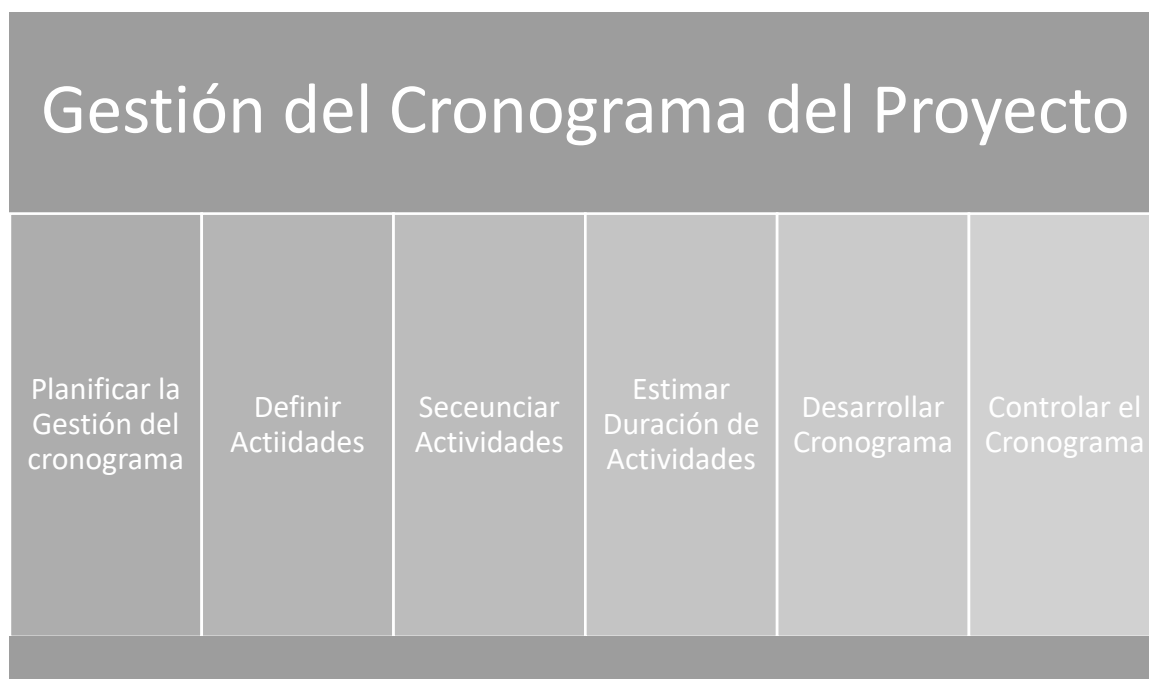 Gestión del Cronograma del Proyecto
Planificar la
Gestión del
cronograma
Definir
Actiidades
Seceunciar
Actividades
Estimar
Duración de
Actividades
Desarrollar
Cronograma
Controlar el
Cronograma